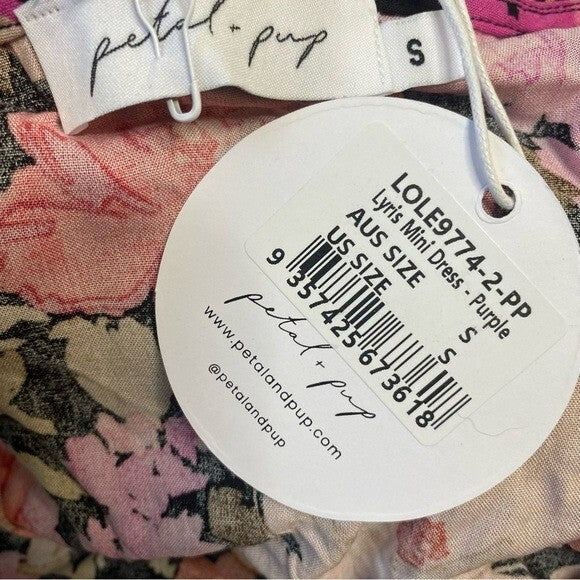 petal + pup
S
LOLE9774-2-PP
Lyris Mini Dress - Purple
AUS SIZE S
US SIZE S
9 357425 673618
petal + pup
www.petalandpup.com
@petalandpup